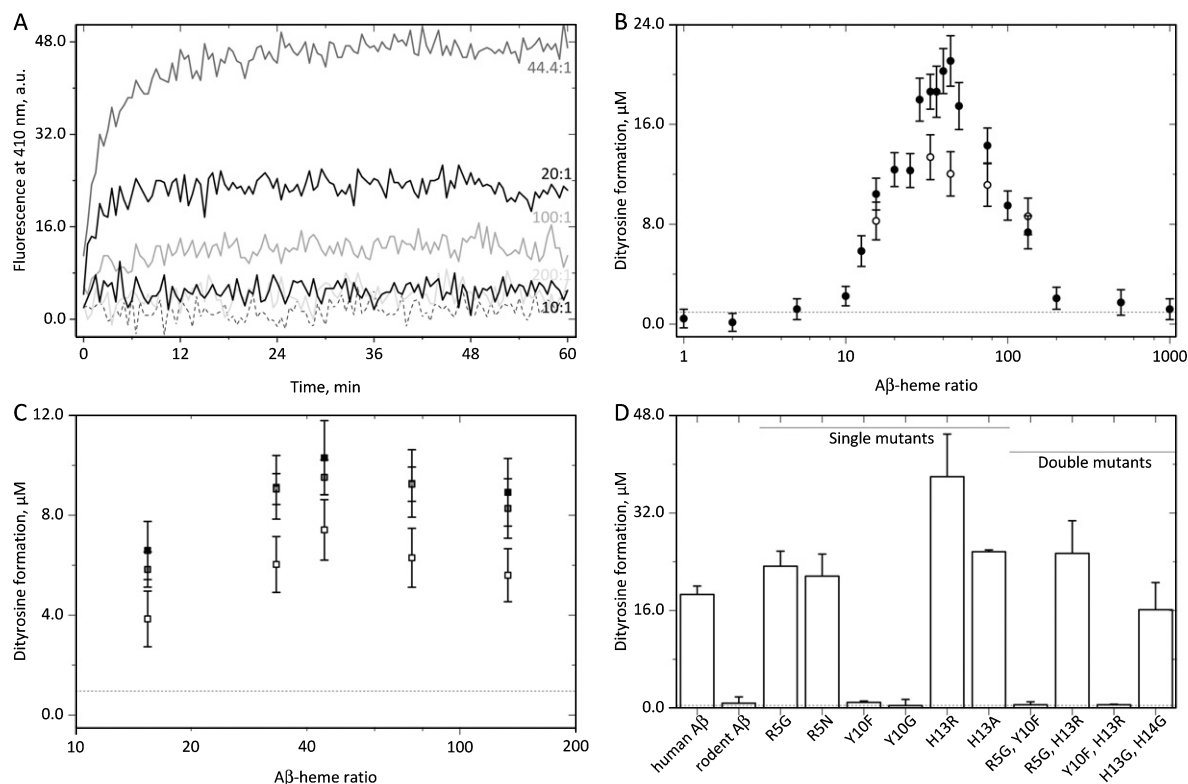 A
Fluorescence at 410 nm, a.u.
48.0
32.0
16.0
0.0
44.4:1
20:1
100:1
200:1
10:1
0
12
24
36
48
60
Time, min
B
Dityrosine formation, µM
24.0
16.0
8.0
0.0
1
10
100
1000
Aβ-heme ratio
C
Dityrosine formation, µM
12.0
8.0
4.0
0.0
10
20
40
100
200
Aβ-heme ratio
D
Dityrosine formation, µM
48.0
32.0
16.0
0.0
Single mutants
Double mutants
human Aβ
rodent Aβ
R5G
R5N
Y10F
Y10G
H13R
H13A
R5G, Y10F
R5G, H13R
Y10F, H13R
H13G, H14G